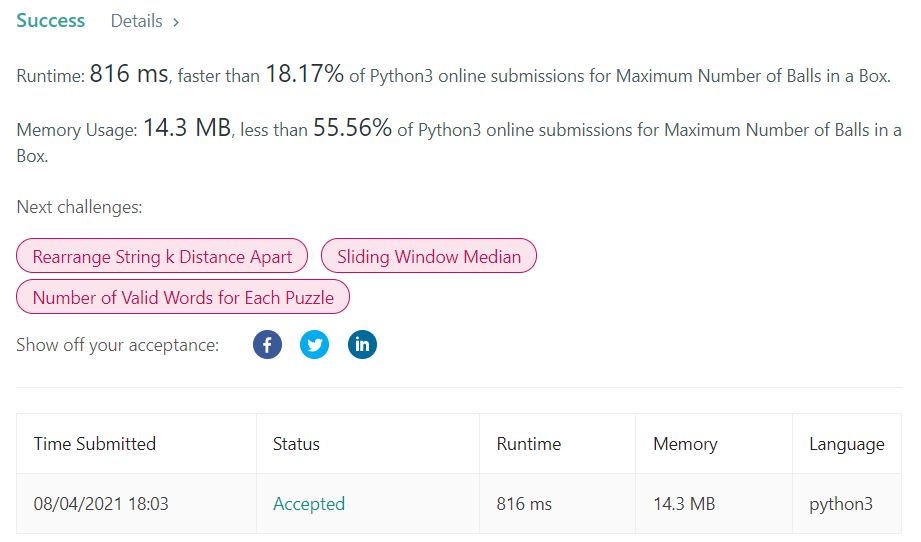 Success Details >
Runtime: 816 ms, faster than 18.17% of Python3 online submissions for Maximum Number of Balls in a Box.
Memory Usage: 14.3 MB, less than 55.56% of Python3 online submissions for Maximum Number of Balls in a
Box.
Next challenges:
Rearrange String k Distance Apart Sliding Window Median
Number of Valid Words for Each Puzzle
Show off your acceptance:
Time Submitted Status Runtime Memory Language
08/04/2021 18:03 Accepted 816 ms 14.3 MB python3